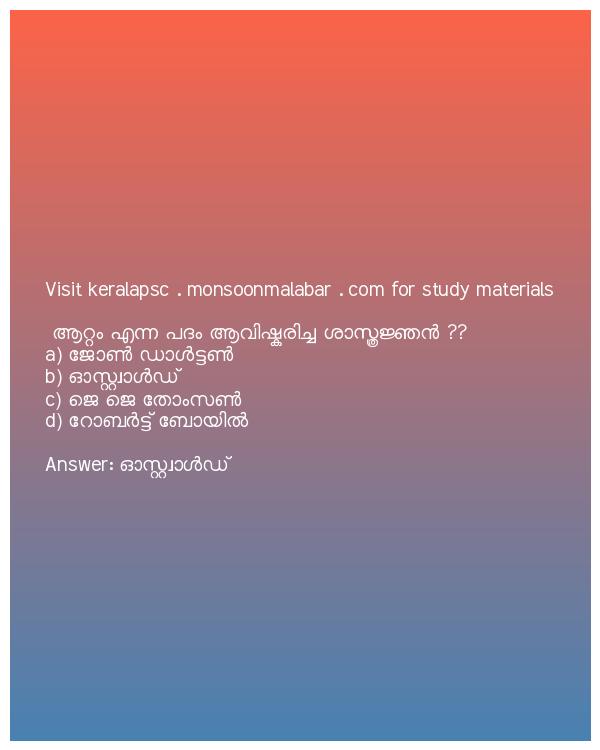 Visit keralapsc . monsoonmalabar . com for study materials
ആറ്റം എന്ന പദം ആവിഷ്കരിച്ച ശാസ്ത്രജ്ഞൻ ??
a) ജോൺ ഡാൾട്ടൺ
b) ഓസ്റ്റ്വാൾഡ്
c) ജെ ജെ തോംസൺ
d) റോബർട്ട് ബോയിൽ
Answer: ഓസ്റ്റ്വാൾഡ്